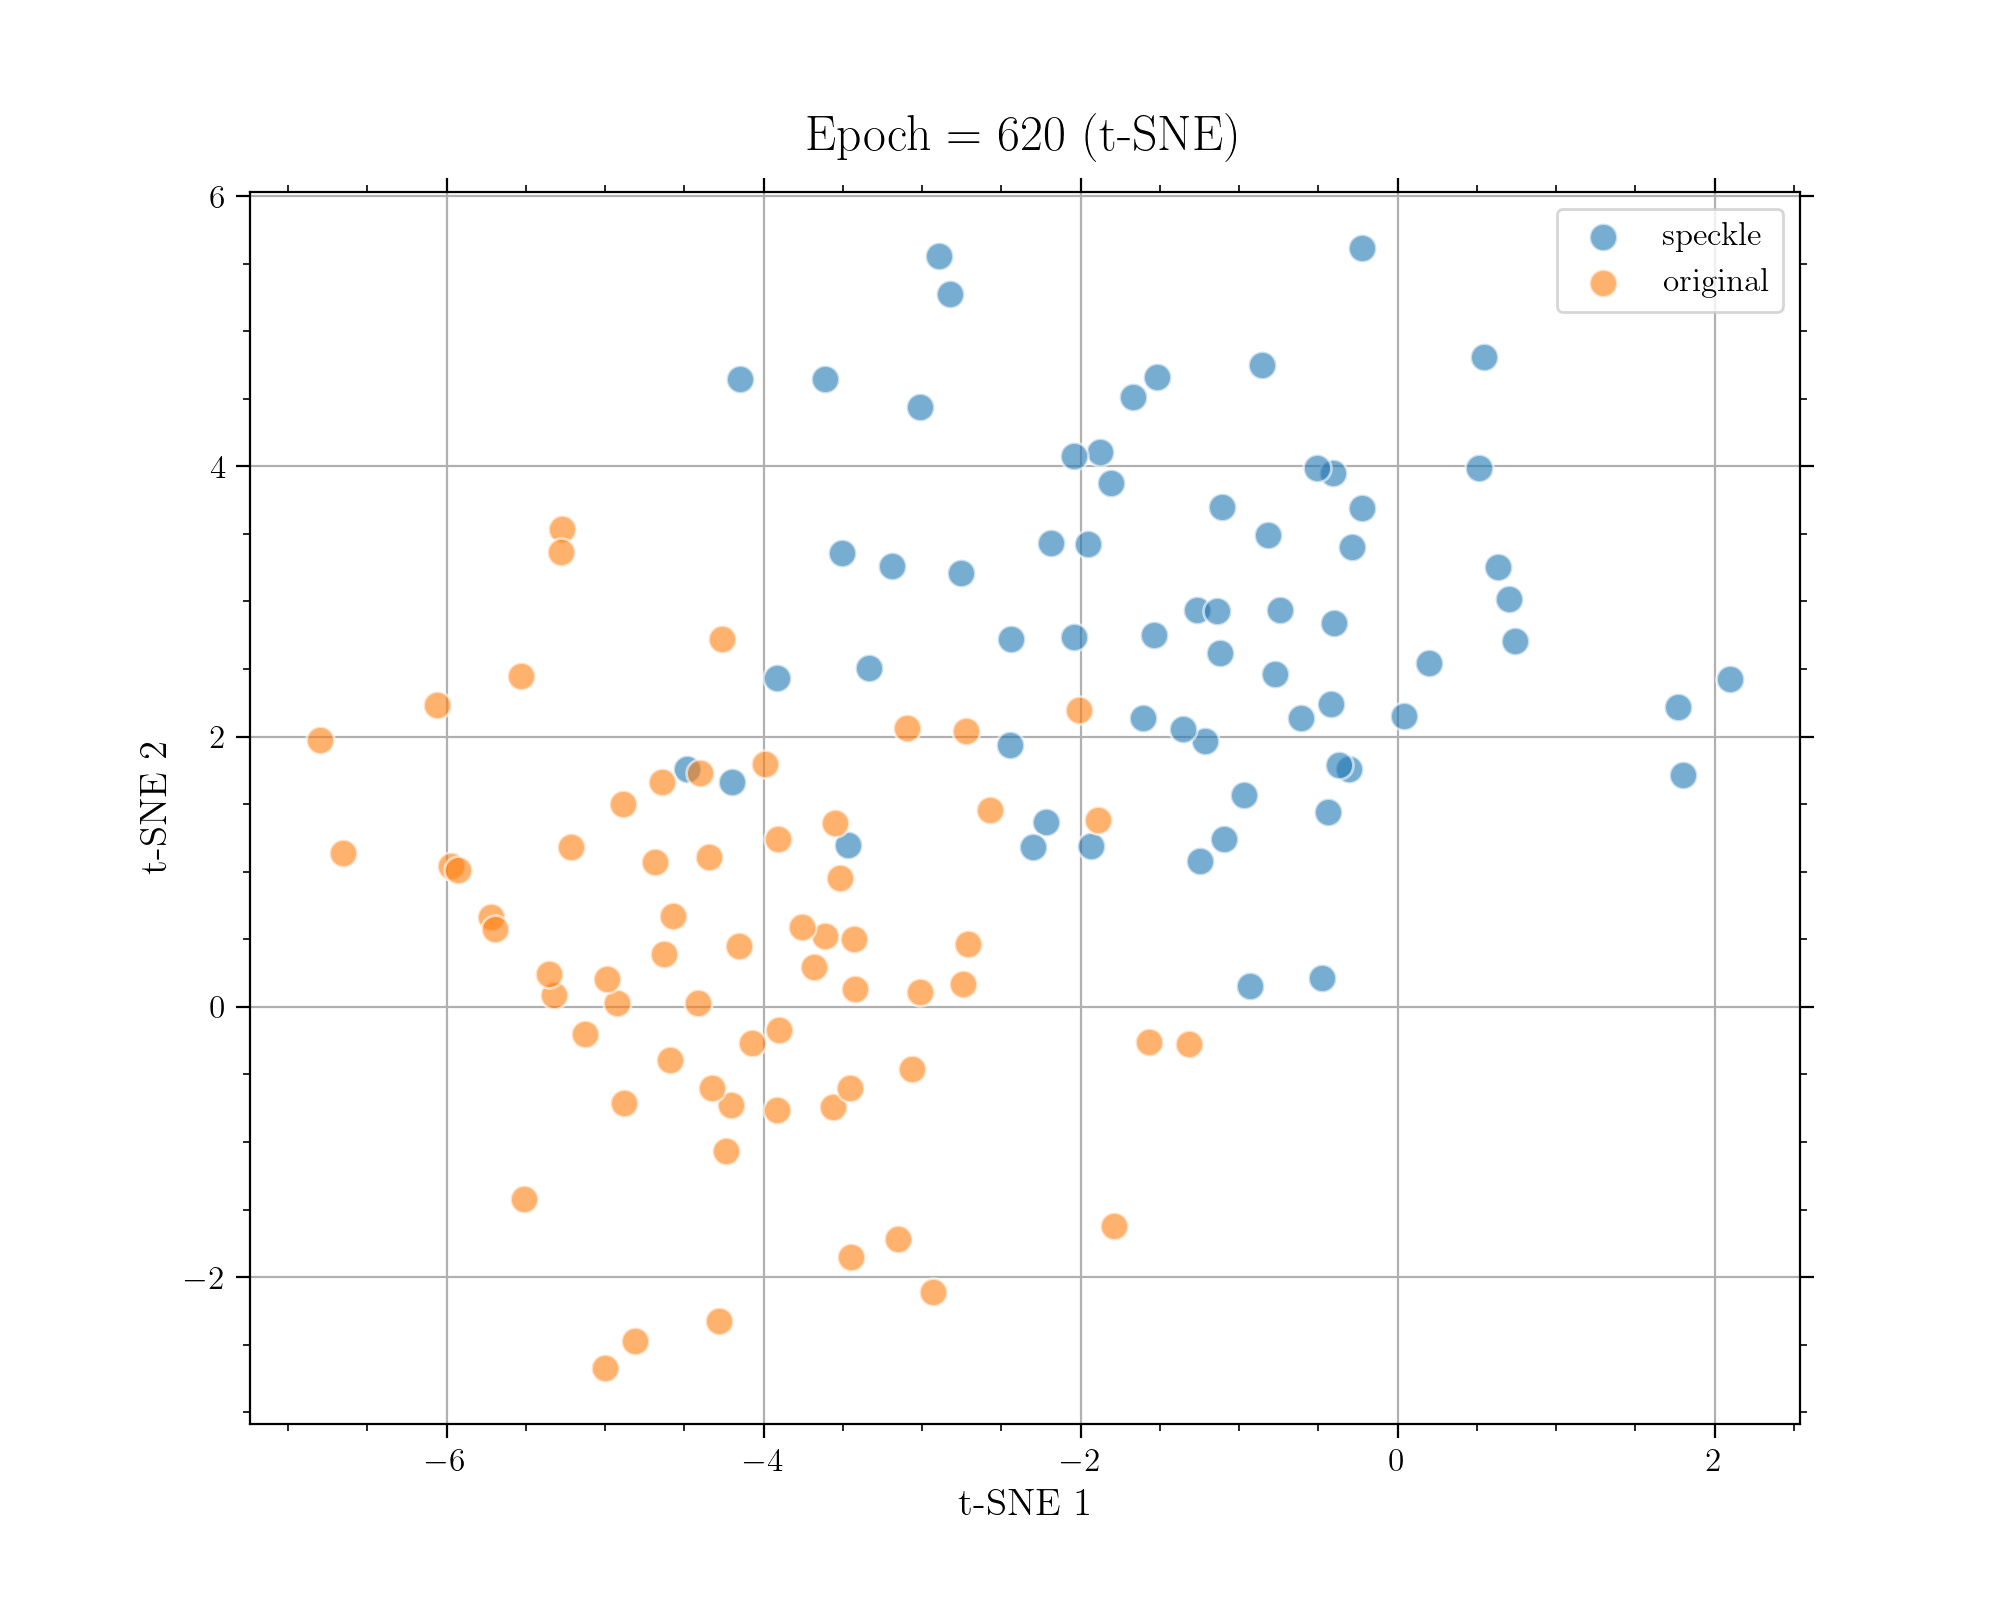 Epoch = 620 (t-SNE)
speckle
original
6
4
2
0
−2
t-SNE 2
−6
−4
−2
0
2
t-SNE 1